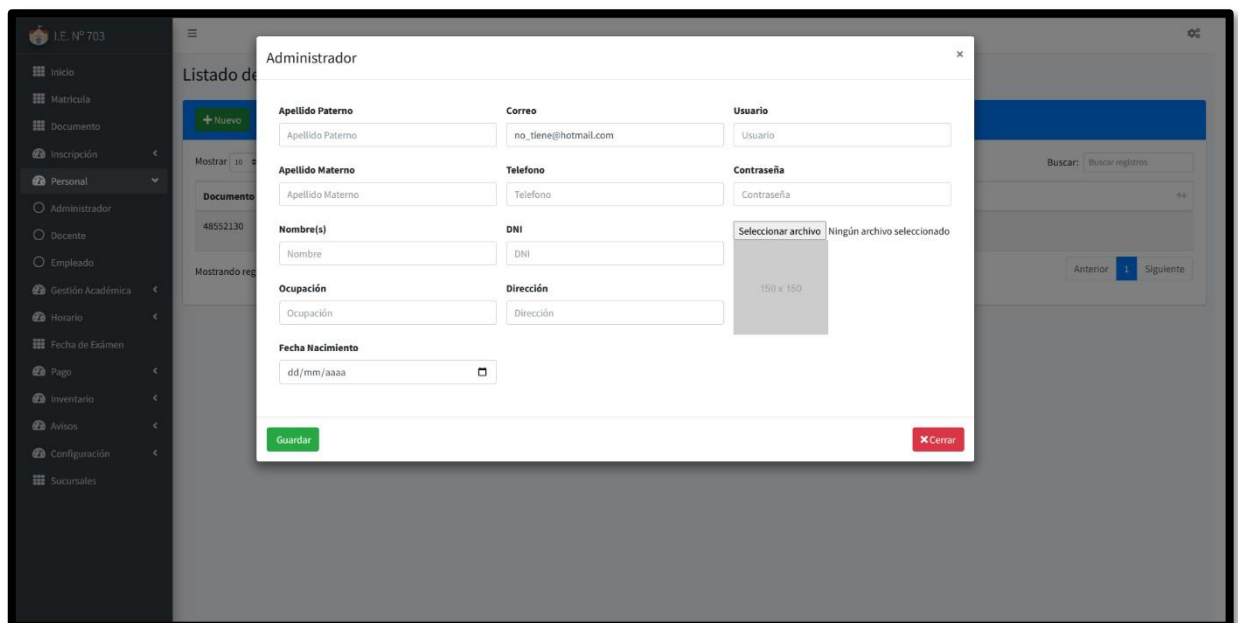 I.E. Nº 703
Inicio
Matricula
Documento
Inscripción
Personal
Administrador
Docente
Empleado
Gestión Académica
Horario
Fecha de Exámen
Pago
Inventario
Avisos
Configuración
Sucursales
Listado de
Nuevo
Mostrar 10
Buscar: Buscar registros
Documento
48552130
Mostrando reg
Anterior 1 Siguiente
Administrador ×
Apellido Paterno
Apellido Paterno
Apellido Materno
Apellido Materno
Nombre(s)
Nombre
Ocupación
Ocupación
Fecha Nacimiento
dd/mm/aaaa
Correo
no_tiene@hotmail.com
Telefono
Telefono
DNI
DNI
Dirección
Dirección
Usuario
Usuario
Contraseña
Contraseña
Seleccionar archivo Ningún archivo seleccionado
150 x 150
Guardar
Cerrar